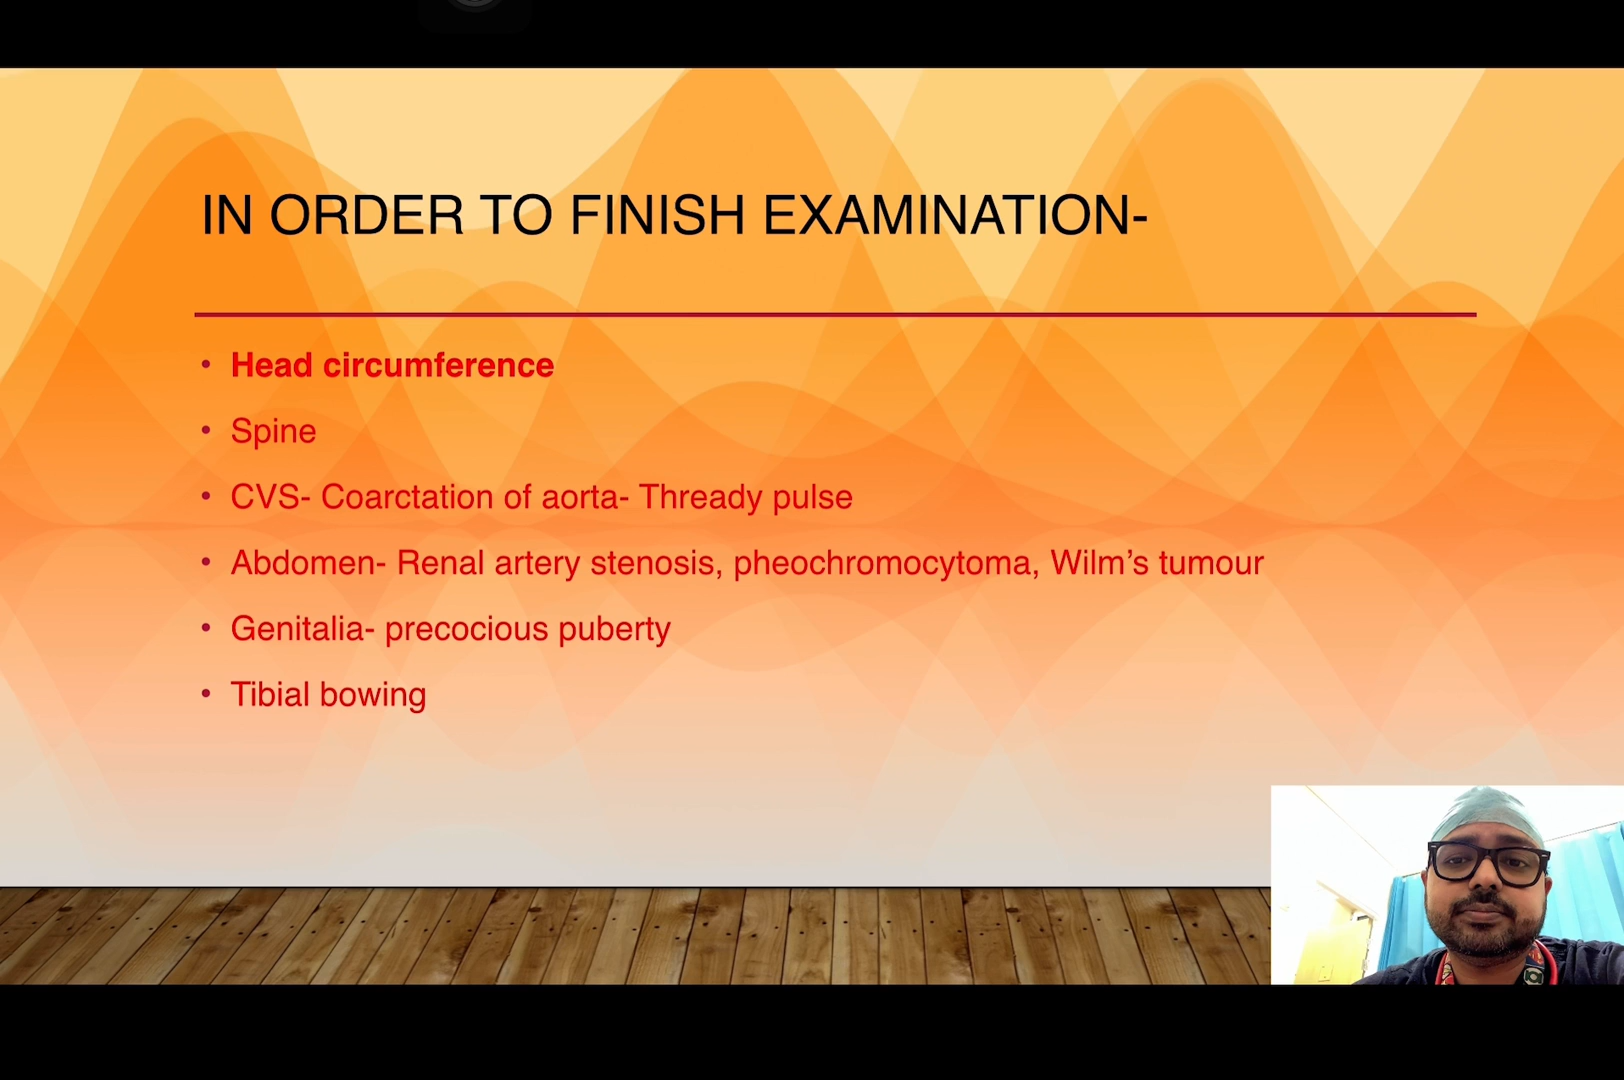 IN ORDER TO FINISH EXAMINATION-
• Head circumference
• Spine
• CVS- Coarctation of aorta- Thready pulse
• Abdomen- Renal artery stenosis, pheochromocytoma, Wilm’s tumour
• Genitalia- precocious puberty
• Tibial bowing